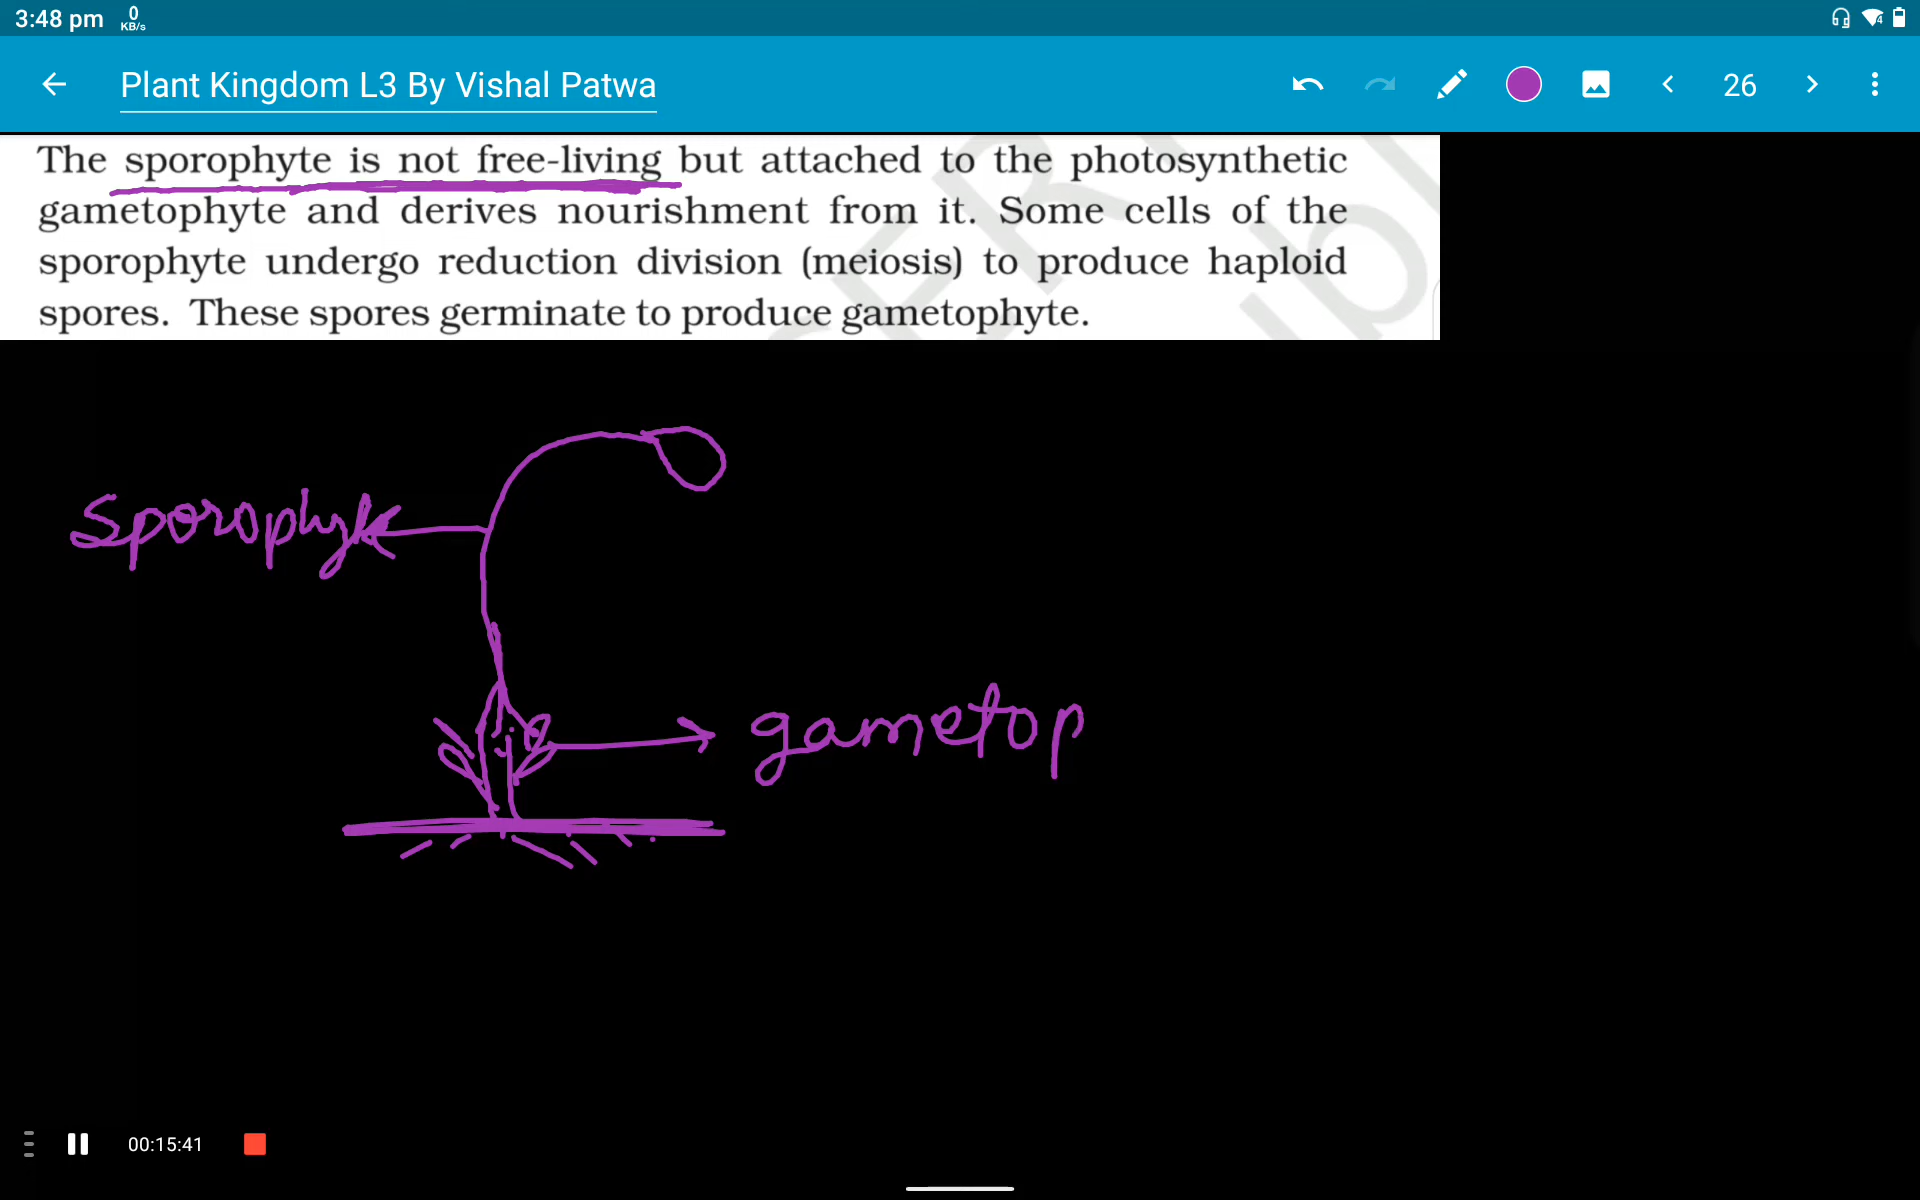 3:48 pm 0 KB/s
Plant Kingdom L3 By Vishal Patwa 26
The sporophyte is not free-living but attached to the photosynthetic
gametophyte and derives nourishment from it. Some cells of the
sporophyte undergo reduction division (meiosis) to produce haploid
spores. These spores germinate to produce gametophyte.
Sporophyte
gametop
00:15:41